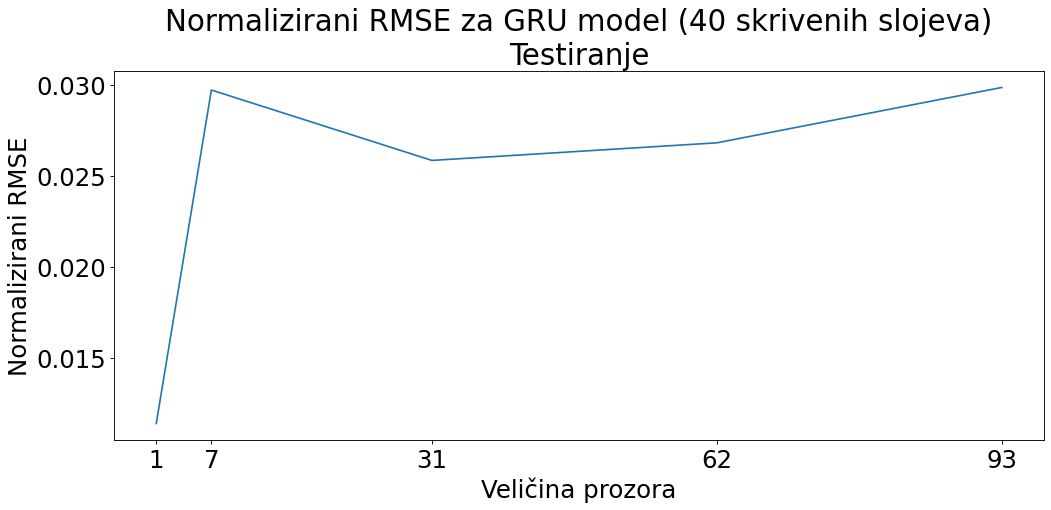 Normalizirani RMSE za GRU model (40 skrivenih slojeva)
Testiranje
Normalizirani RMSE
0.030
0.025
0.020
0.015
1 7 31 62 93
Veličina prozora